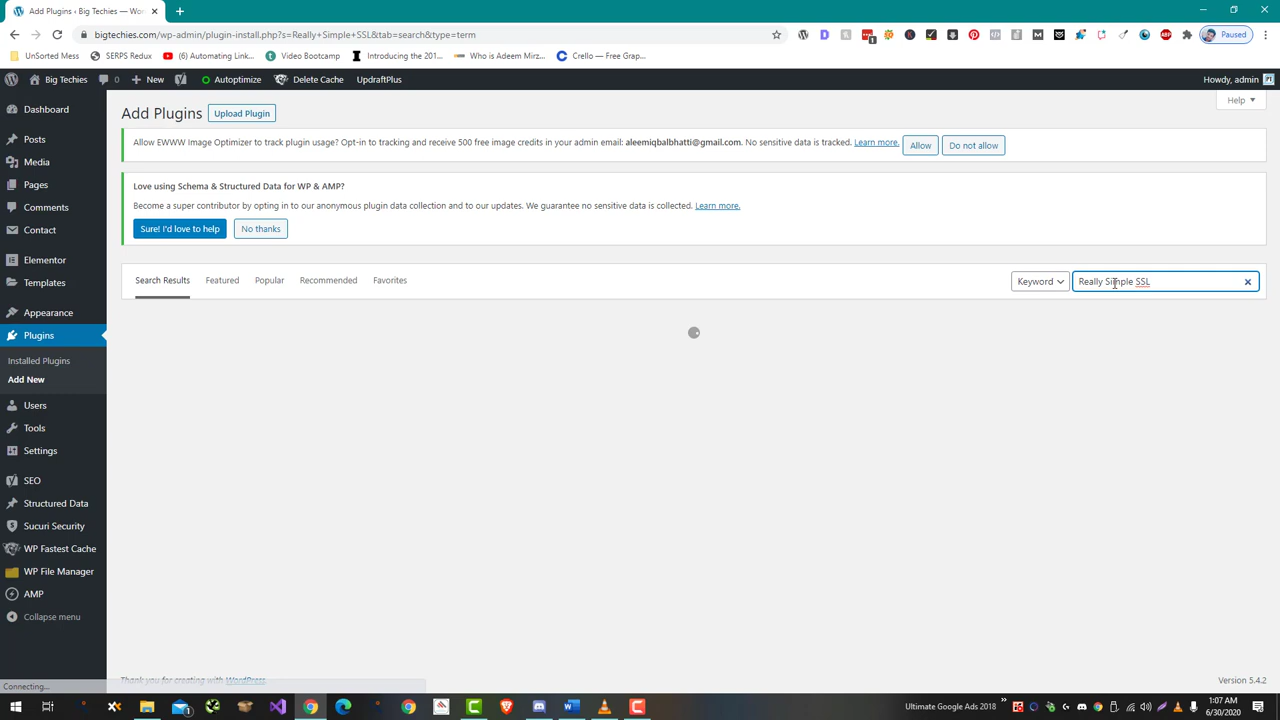 Add Plugins ‹ Big Techies — Wor
bigtechies.com/wp-admin/plugin-install.php?s=Really+Simple+SSL&tab=search&type=term
Paused
UnSorted Mess
SERPS Redux
(6) Automating Link...
Video Bootcamp
Introducing the 201...
Who is Adeem Mirz...
Crello — Free Grap...
Big Techies
0
+ New
Autoptimize
Delete Cache
UpdraftPlus
Howdy, admin
Dashboard
Posts
Media
Pages
Comments
Contact
Elementor
Templates
Appearance
Plugins
Installed Plugins
Add New
Users
Tools
Settings
SEO
Structured Data
Sucuri Security
WP Fastest Cache
WP File Manager
AMP
Collapse menu
Add Plugins
Upload Plugin
Help
Allow EWWW Image Optimizer to track plugin usage? Opt-in to tracking and receive 500 free image credits in your admin email: aleemiqbalbhatti@gmail.com. No sensitive data is tracked. Learn more.
Allow
Do not allow
Love using Schema & Structured Data for WP & AMP?
Become a super contributor by opting in to our anonymous plugin data collection and to our updates. We guarantee no sensitive data is collected. Learn more.
Sure! I'd love to help
No thanks
Search Results
Featured
Popular
Recommended
Favorites
Keyword
Really Simple SSL
Thank you for creating with WordPress.
Version 5.4.2
Connecting...
Ultimate Google Ads 2018
1:07 AM
6/30/2020